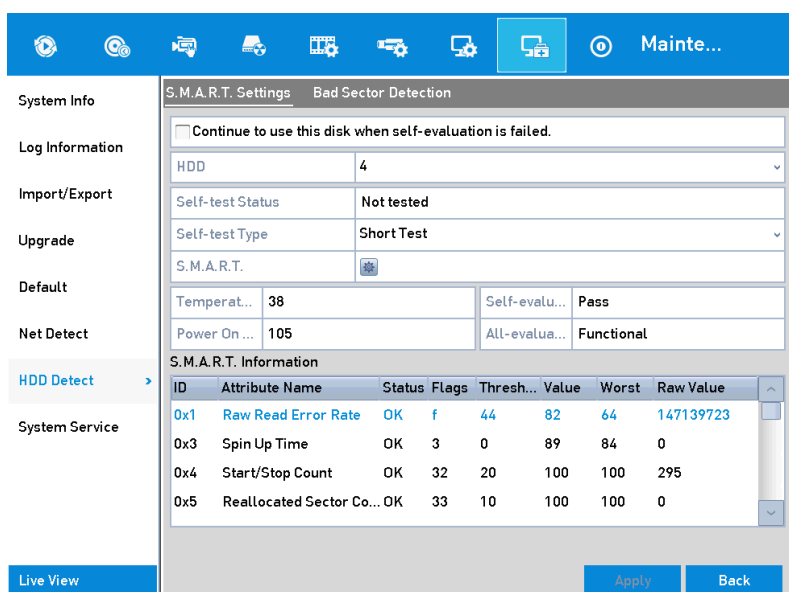 Mainte...
System Info
Log Information
Import/Export
Upgrade
Default
Net Detect
HDD Detect >
System Service
Live View
S.M.A.R.T. Settings Bad Sector Detection
Continue to use this disk when self-evaluation is failed.
HDD 4
Self-test Status Not tested
Self-test Type Short Test
S.M.A.R.T.
Temperat... 38 Self-evalu... Pass
Power On ... 105 All-evalua... Functional
S.M.A.R.T. Information
ID Attribute Name Status Flags Thresh... Value Worst Raw Value
0x1 Raw Read Error Rate OK f 44 82 64 147139723
0x3 Spin Up Time OK 3 0 89 84 0
0x4 Start/Stop Count OK 32 20 100 100 295
0x5 Reallocated Sector Co... OK 33 10 100 100 0
Apply Back